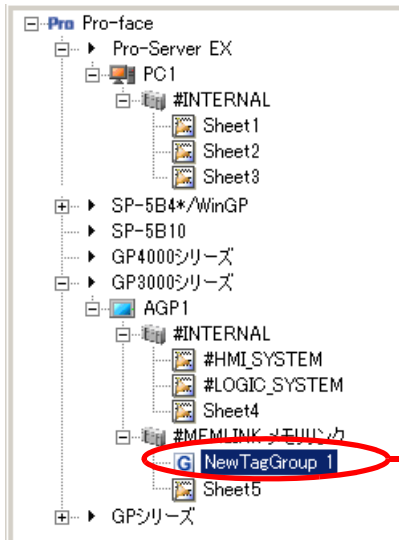 Pro Pro-face
Pro-Server EX
PC1
#INTERNAL
Sheet1
Sheet2
Sheet3
SP-5B4*/WinGP
SP-5B10
GP4000シリーズ
GP3000シリーズ
AGP1
#INTERNAL
#HMI_SYSTEM
#LOGIC_SYSTEM
Sheet4
#MEMLINK メモリリンク
G NewTagGroup 1
Sheet5
GPシリーズ